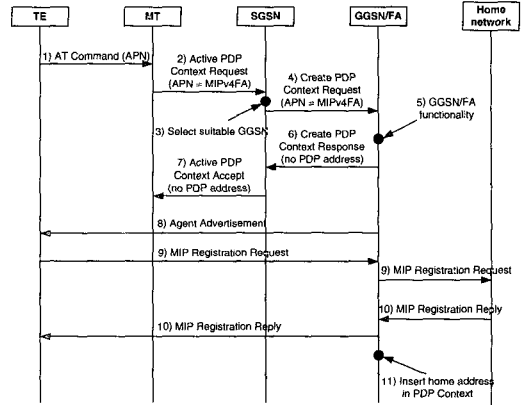 TE
MT
SGSN
GGSN/FA
Home
network
1) AT Command (APN)
2) Active PDP
Context Request
(APN = MIPv4FA)
4) Create PDP
Context Request
(APN = MIPv4FA)
3) Select suitable GGSN
5) GGSN/FA
functionality
6) Create PDP
Context Response
(no PDP address)
7) Active PDP
Context Accept
(no PDP address)
8) Agent Advertisement
9) MIP Registration Request
9) MIP Registration Request
10) MIP Registration Reply
10) MIP Registration Reply
11) Insert home address
in PDP Context